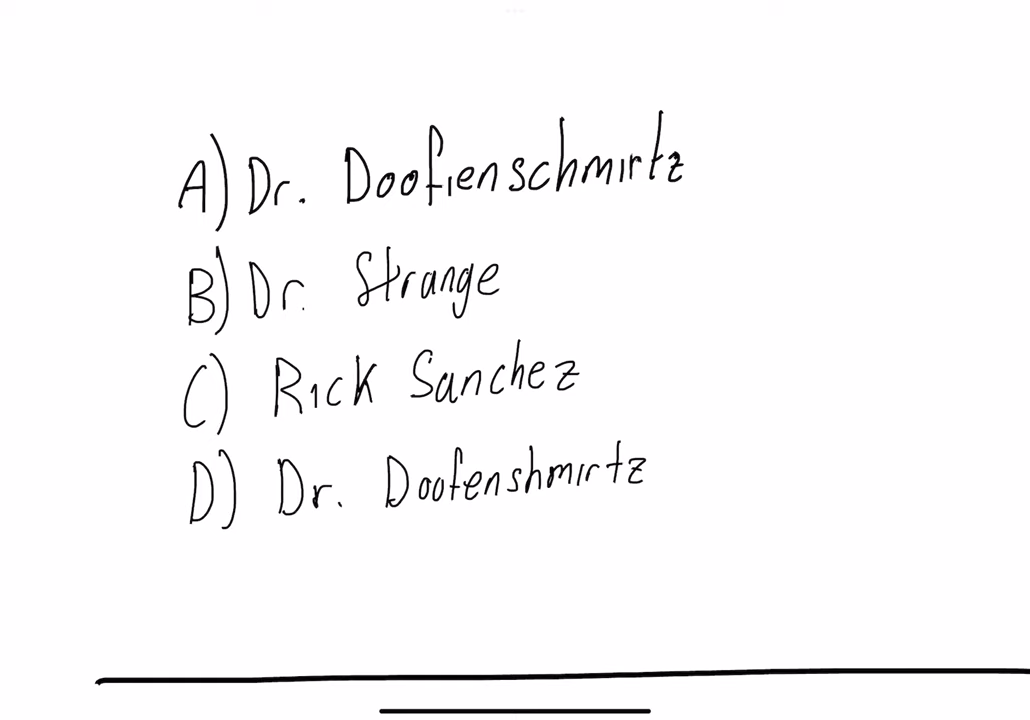 A) Dr. Doofienschmirtz
B) Dr. Strange
C) Rick Sanchez
D) Dr. Doofenshmirtz